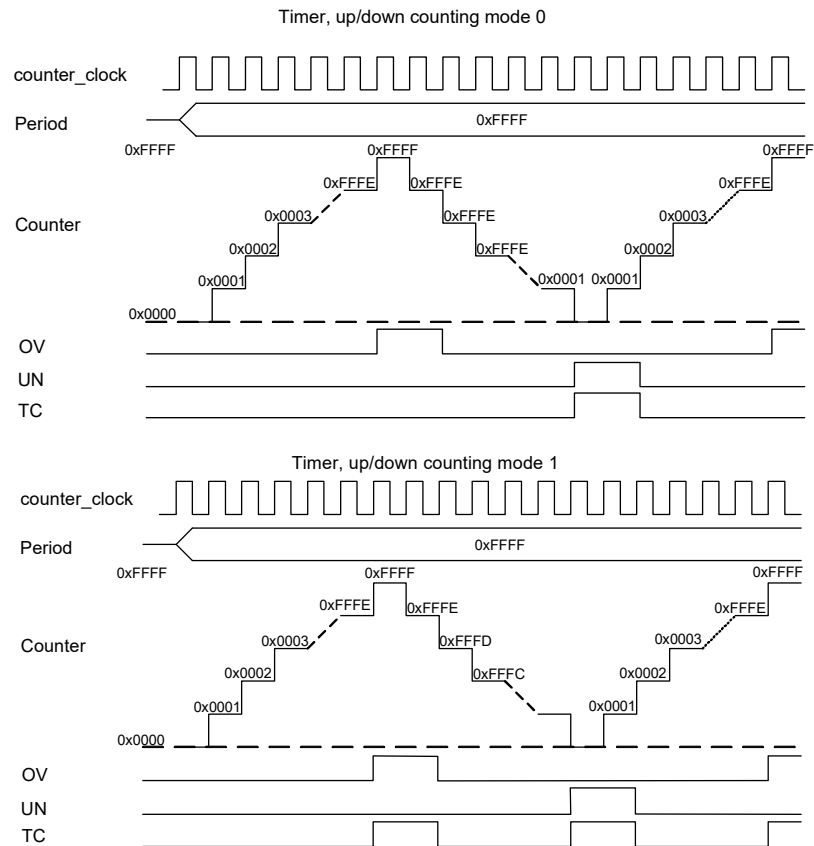 Timer, up/down counting mode 0
counter_clock
Period
0xFFFF
0xFFFF
0xFFFF
0xFFFF
0xFFFE
0xFFFE
0xFFFE
Counter
0x0003
0xFFFE
0x0003
0x0002
0xFFFE
0x0002
0x0001
0x0001
0x0001
0x0000
OV
UN
TC
Timer, up/down counting mode 1
counter_clock
Period
0xFFFF
0xFFFF
0xFFFF
0xFFFF
0xFFFE
0xFFFE
0xFFFE
Counter
0x0003
0xFFFD
0x0003
0x0002
0xFFFC
0x0002
0x0001
0x0001
0x0000
OV
UN
TC